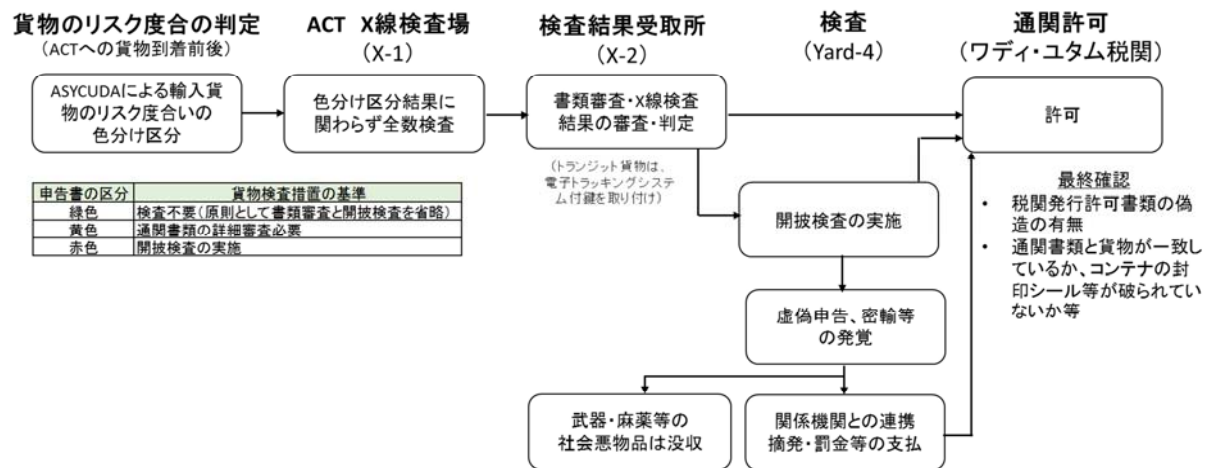 貨物のリスク度合の判定
(ACTへの貨物到着前後)
ACT X線検査場
(X-1)
検査結果受取所
(X-2)
検査
(Yard-4)
通関許可
(ワディ・ユタム税関)
ASYCUDAによる輸入貨
物のリスク度合いの
色分け区分
色分け区分結果に
関わらず全数検査
書類審査・X線検査
結果の審査・判定
許可
(トランジット貨物は、
電子トラッキングシステ
ム付鍵を取り付け)
申告書の区分 貨物検査措置の基準
緑色 検査不要(原則として書類審査と開披検査を省略)
黄色 通関書類の詳細審査必要
赤色 開披検査の実施
開披検査の実施
最終確認
• 税関発行許可書類の偽
造の有無
• 通関書類と貨物が一致し
ているか、コンテナの封
印シール等が破られてい
ないか等
虚偽申告、密輸等
の発覚
武器・麻薬等の
社会悪物品は没収
関係機関との連携
摘発・罰金等の支払